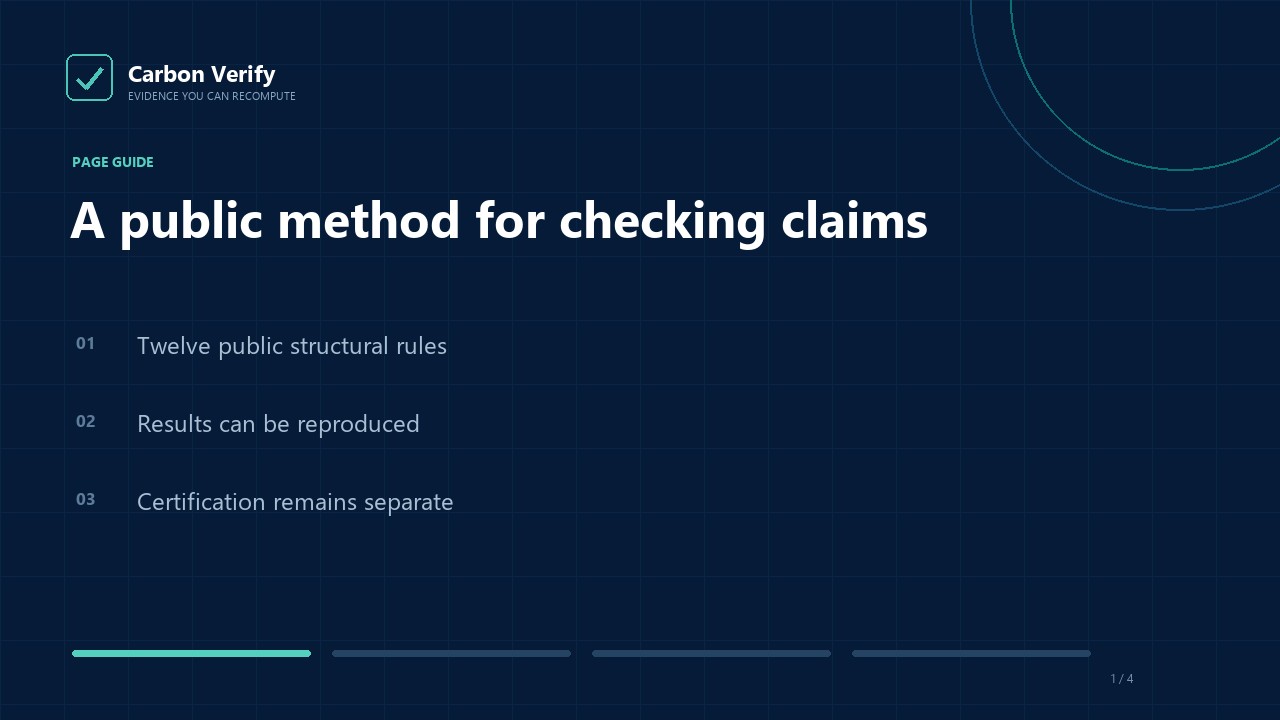 Carbon Verify
EVIDENCE YOU CAN RECOMPUTE
PAGE GUIDE
A public method for checking claims
01 Twelve public structural rules
02 Results can be reproduced
03 Certification remains separate
1 / 4